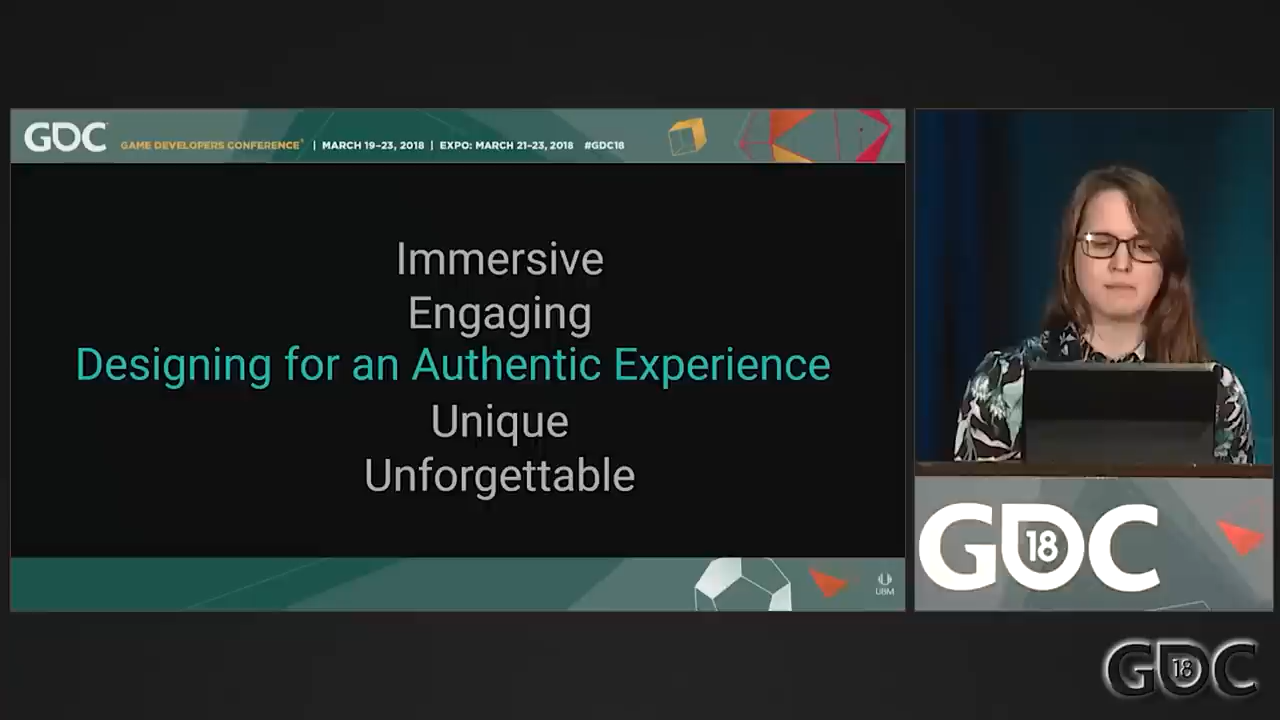 GDC GAME DEVELOPERS CONFERENCE® | MARCH 19–23, 2018 | EXPO: MARCH 21–23, 2018 #GDC18
Immersive
Engaging
Designing for an Authentic Experience
Unique
Unforgettable
UBM
GDC 18
GDC 18